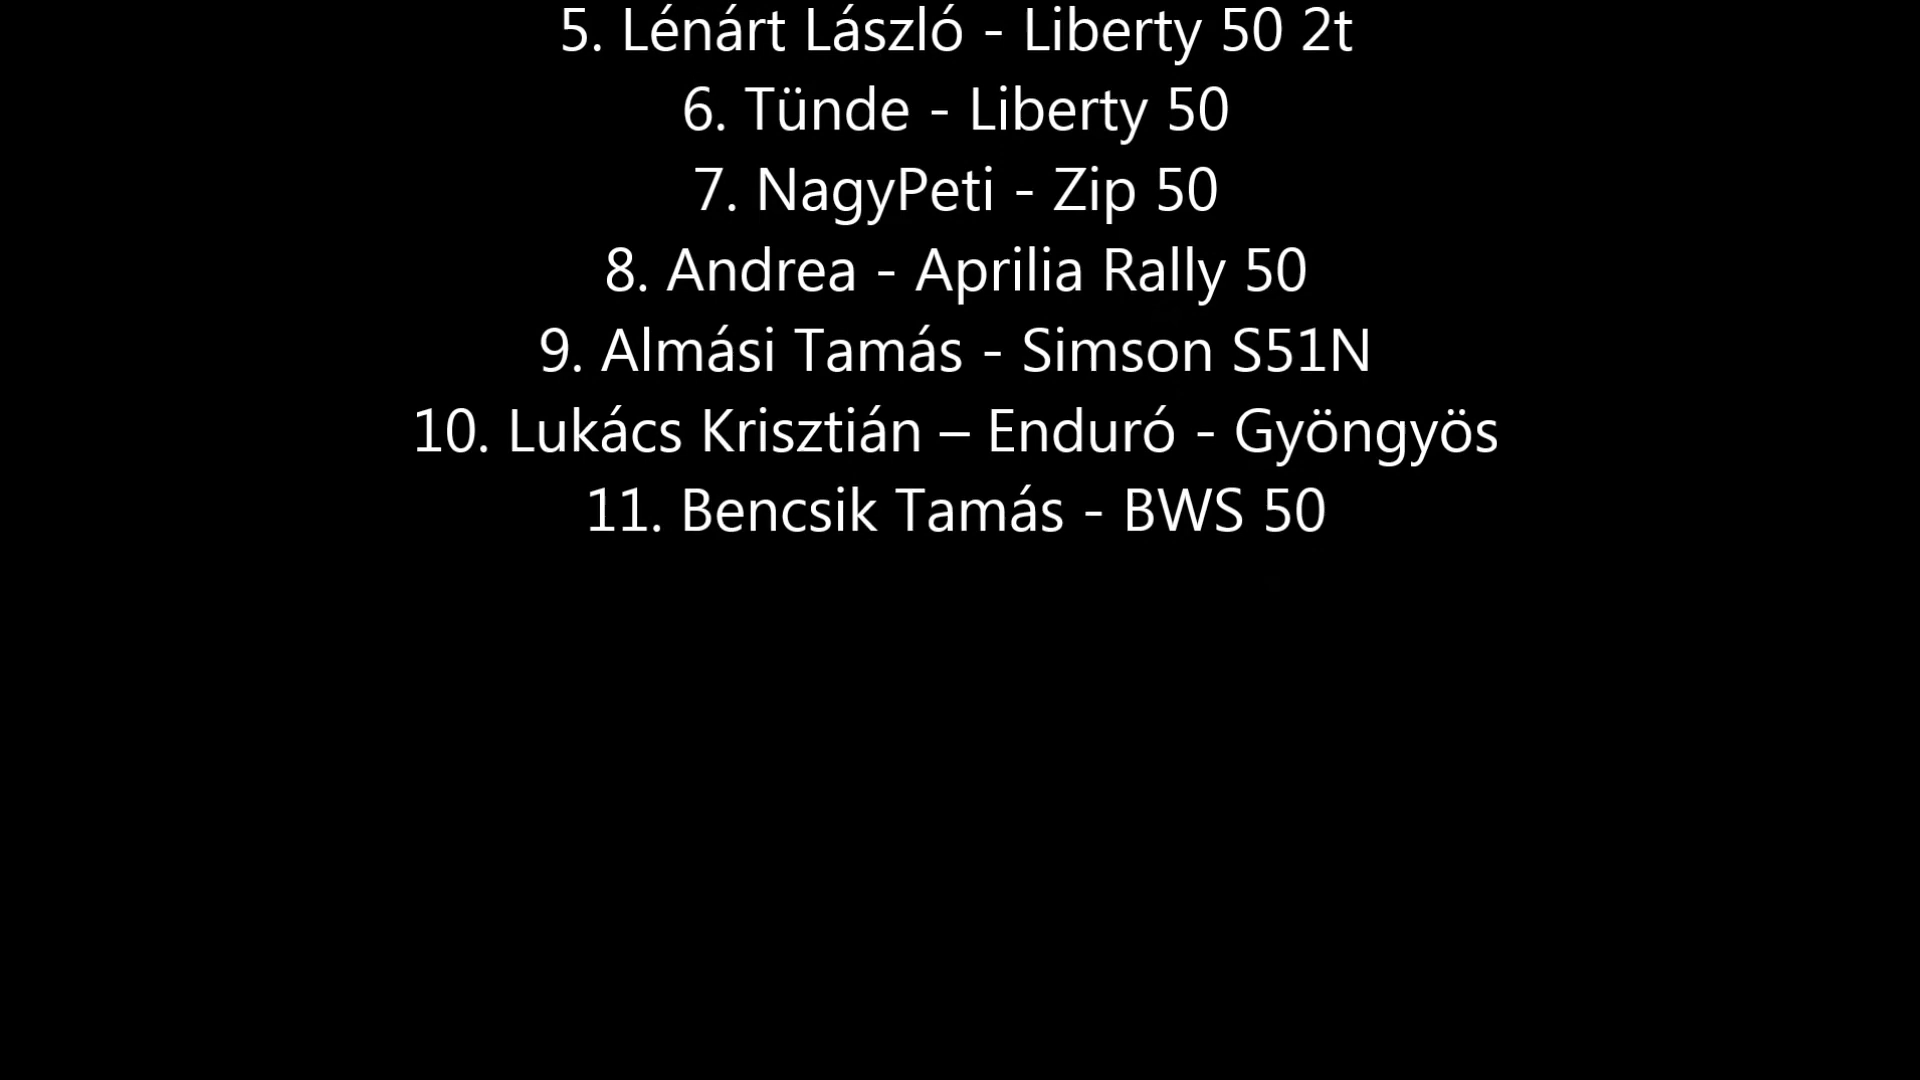 5. Lénárt László - Liberty 50 2t
6. Tünde - Liberty 50
7. NagyPeti - Zip 50
8. Andrea - Aprilia Rally 50
9. Almási Tamás - Simson S51N
10. Lukács Krisztián – Enduró - Gyöngyös
11. Bencsik Tamás - BWS 50